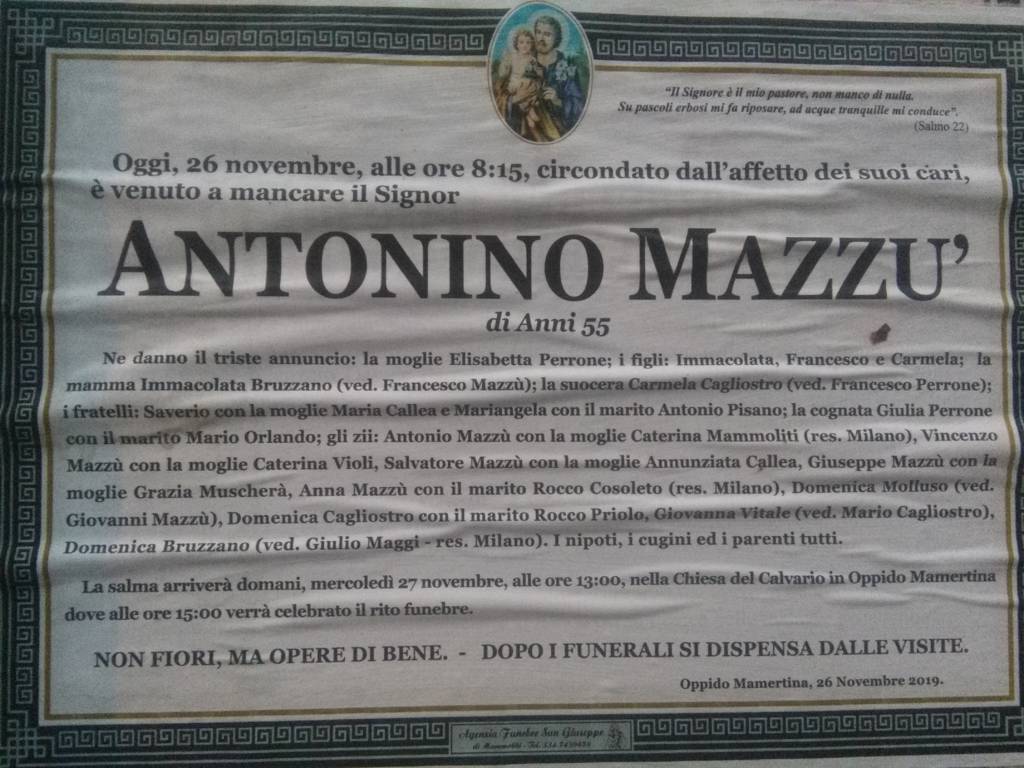 “Il Signore è il mio pastore, non manco di nulla.
Su pascoli erbosi mi fa riposare, ad acque tranquille mi conduce”.
(Salmo 22)
Oggi, 26 novembre, alle ore 8:15, circondato dall’affetto dei suoi cari,
è venuto a mancare il Signor
ANTONINO MAZZU’
di Anni 55
Ne danno il triste annuncio: la moglie Elisabetta Perrone; i figli: Immacolata, Francesco e Carmela; la
mamma Immacolata Bruzzano (ved. Francesco Mazzù); la suocera Carmela Cagliostro (ved. Francesco Perrone);
i fratelli: Saverio con la moglie Maria Callea e Mariangela con il marito Antonio Pisano; la cognata Giulia Perrone
con il marito Mario Orlando; gli zii: Antonio Mazzù con la moglie Caterina Mammoliti (res. Milano), Vincenzo
Mazzù con la moglie Caterina Violi, Salvatore Mazzù con la moglie Annunziata Callea, Giuseppe Mazzù con la
moglie Grazia Muscherà, Anna Mazzù con il marito Rocco Cosoleto (res. Milano), Domenica Moffuso (ved.
Giovanni Mazzù), Domenica Cagliostro con il marito Rocco Priolo, Giovanna Vitale (ved. Mario Cagliostro),
Domenica Bruzzano (ved. Giulio Maggi - res. Milano). I nipoti, i cugini ed i parenti tutti.
La salma arriverà domani, mercoledì 27 novembre, alle ore 13:00, nella Chiesa del Calvario in Oppido Mamertina
dove alle ore 15:00 verrà celebrato il rito funebre.
NON FIORI, MA OPERE DI BENE. - DOPO I FUNERALI SI DISPENSA DALLE VISITE.
Oppido Mamertina, 26 Novembre 2019.
Agenzia Funebre San Giuseppe
di Mammoliti - Tel.